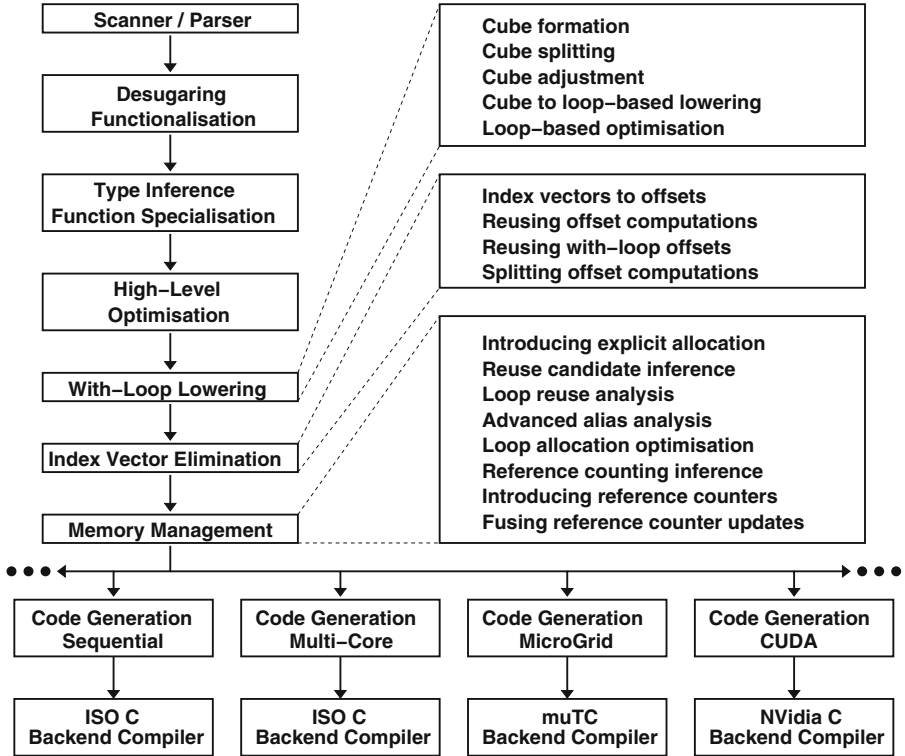 Scanner / Parser
Desugaring
Functionalisation
Type Inference
Function Specialisation
High–Level
Optimisation
With–Loop Lowering
Index Vector Elimination
Memory Management
Cube formation
Cube splitting
Cube adjustment
Cube to loop–based lowering
Loop–based optimisation
Index vectors to offsets
Reusing offset computations
Reusing with–loop offsets
Splitting offset computations
Introducing explicit allocation
Reuse candidate inference
Loop reuse analysis
Advanced alias analysis
Loop allocation optimisation
Reference counting inference
Introducing reference counters
Fusing reference counter updates
Code Generation
Sequential
Code Generation
Multi–Core
Code Generation
MicroGrid
Code Generation
CUDA
ISO C
Backend Compiler
ISO C
Backend Compiler
muTC
Backend Compiler
NVidia C
Backend Compiler